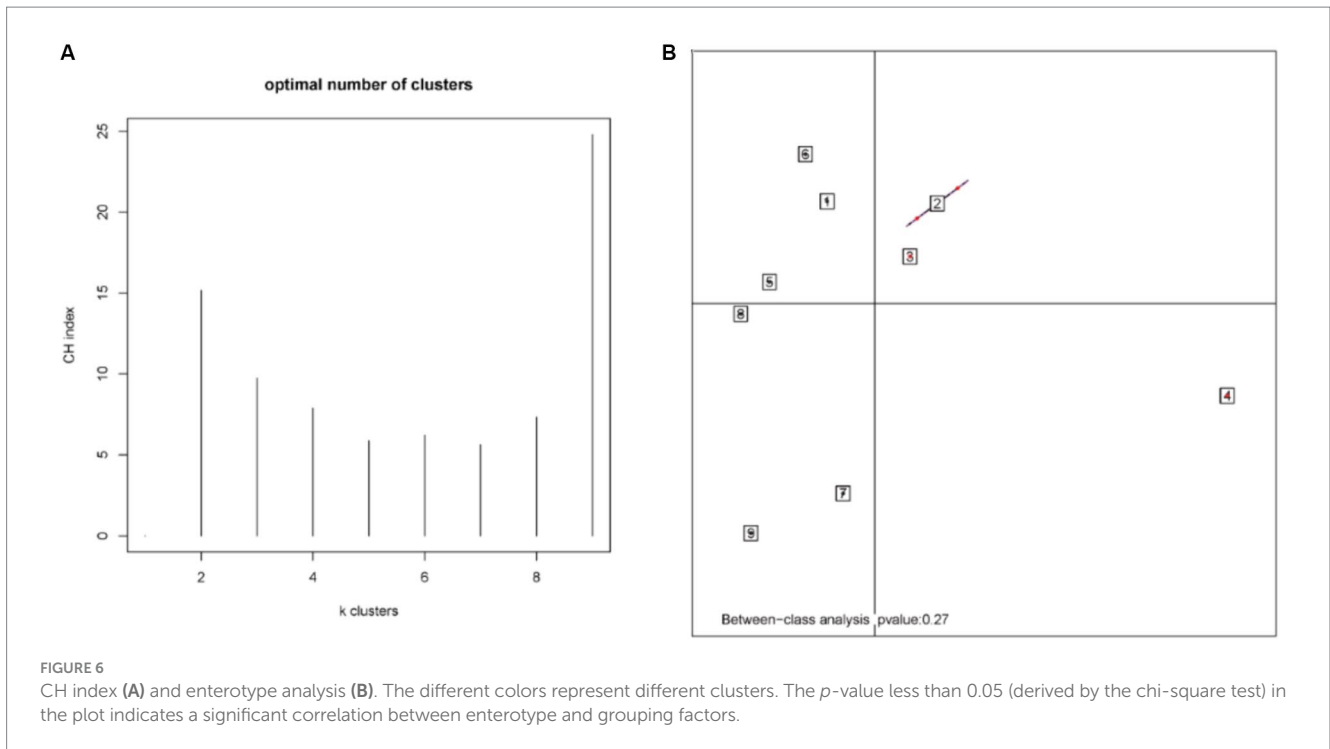 A
optimal number of clusters
CH index
25
20
15
10
5
0
2
4
6
8
k clusters
B
6
1
2
3
5
8
4
7
9
Between-class analysis pvalue:0.27
FIGURE 6
CH index (A) and enterotype analysis (B). The different colors represent different clusters. The p-value less than 0.05 (derived by the chi-square test) in
the plot indicates a significant correlation between enterotype and grouping factors.